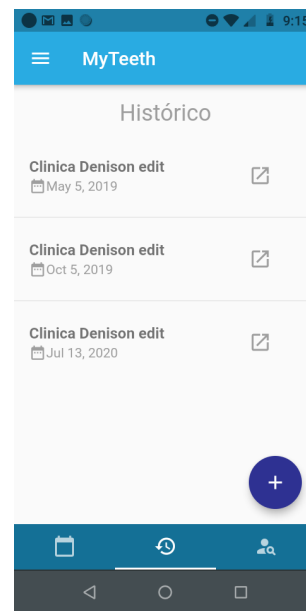 9:15
MyTeeth
Histórico
Clinica Denison edit
May 5, 2019
Clinica Denison edit
Oct 5, 2019
Clinica Denison edit
Jul 13, 2020